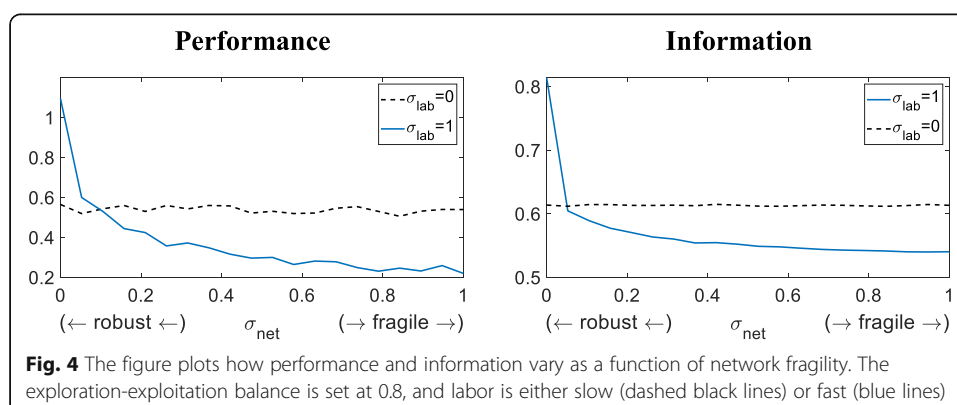 Performance
Information
σlab=0
σlab=1
1
0.8
0.6
0.4
0.2
0 0.2 0.4 0.6 0.8 1
(← robust ←) σnet (→ fragile →)
σlab=1
σlab=0
0.8
0.7
0.6
0.5
0 0.2 0.4 0.6 0.8 1
(← robust ←) σnet (→ fragile →)
Fig. 4 The figure plots how performance and information vary as a function of network fragility. The
exploration-exploitation balance is set at 0.8, and labor is either slow (dashed black lines) or fast (blue lines)